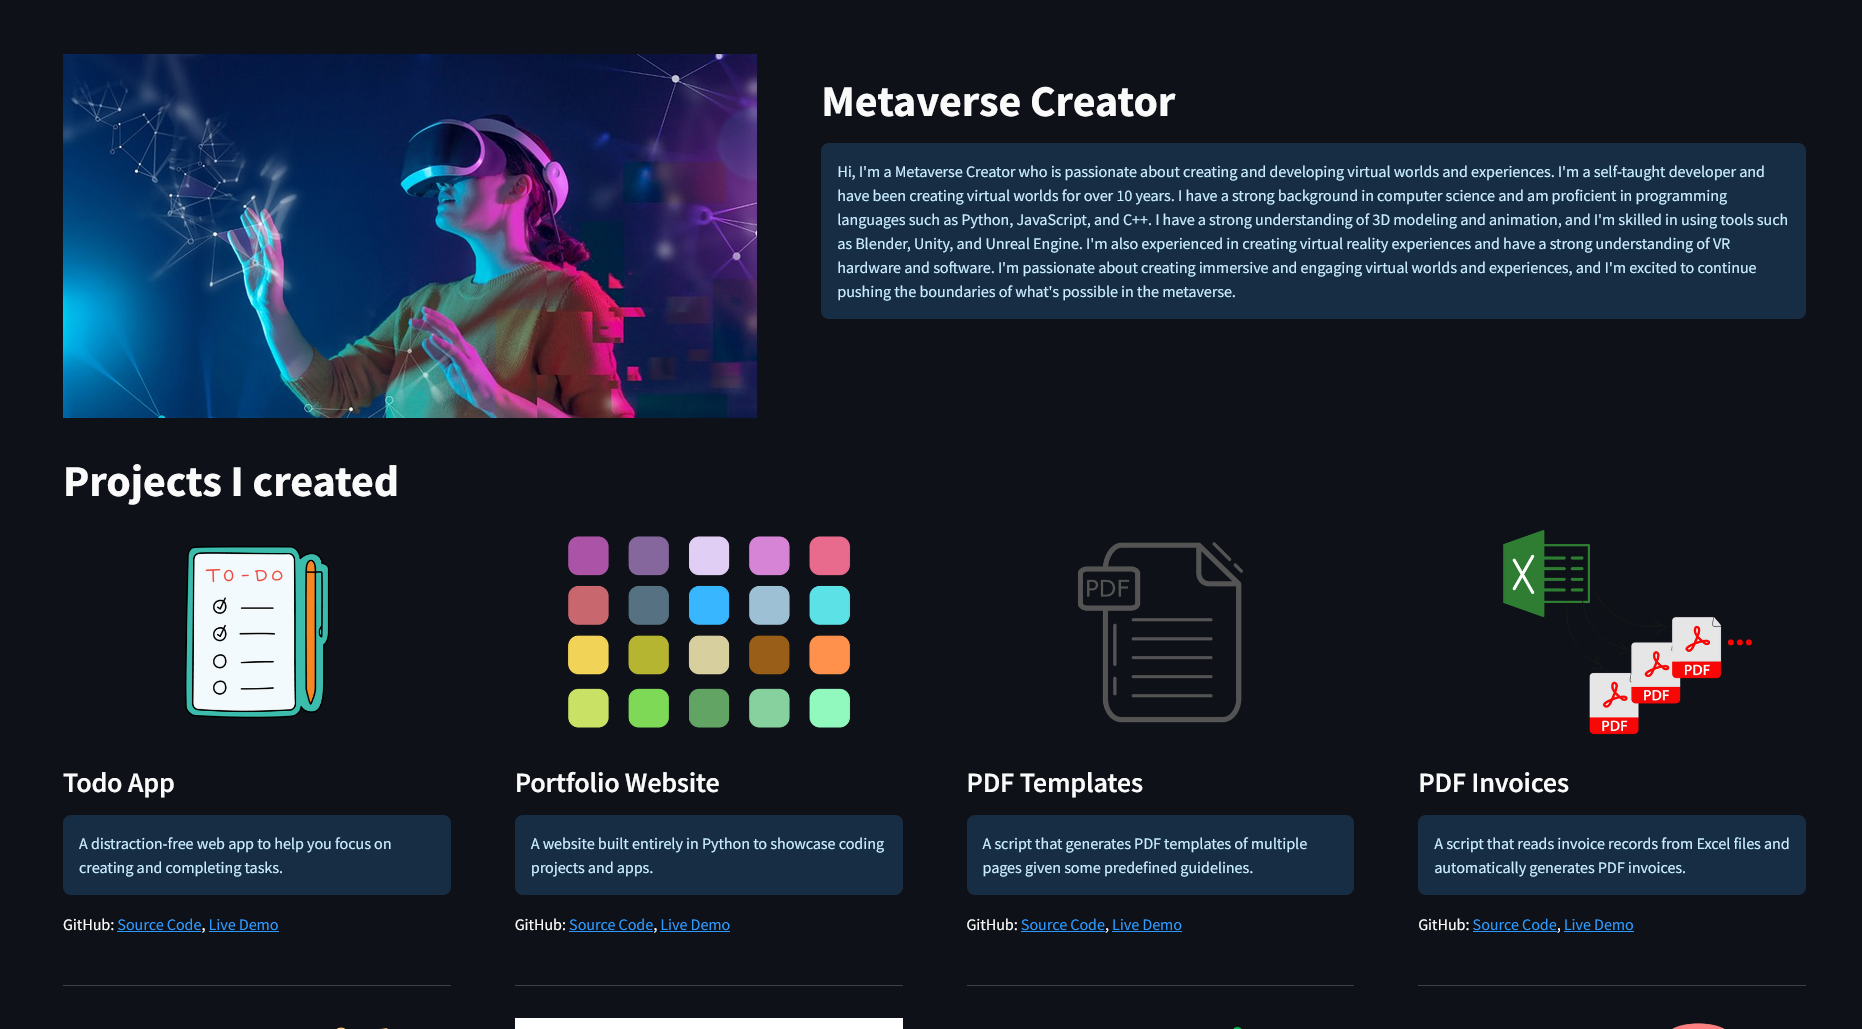 Metaverse Creator
Hi, I'm a Metaverse Creator who is passionate about creating and developing virtual worlds and experiences. I'm a self-taught developer and
have been creating virtual worlds for over 10 years. I have a strong background in computer science and am proficient in programming
languages such as Python, JavaScript, and C++. I have a strong understanding of 3D modeling and animation, and I'm skilled in using tools such
as Blender, Unity, and Unreal Engine. I'm also experienced in creating virtual reality experiences and have a strong understanding of VR
hardware and software. I'm passionate about creating immersive and engaging virtual worlds and experiences, and I'm excited to continue
pushing the boundaries of what's possible in the metaverse.
Projects I created
TO-DO
PDF
X
PDF
PDF
PDF
Todo App
A distraction-free web app to help you focus on
creating and completing tasks.
GitHub: Source Code, Live Demo
Portfolio Website
A website built entirely in Python to showcase coding
projects and apps.
GitHub: Source Code, Live Demo
PDF Templates
A script that generates PDF templates of multiple
pages given some predefined guidelines.
GitHub: Source Code, Live Demo
PDF Invoices
A script that reads invoice records from Excel files and
automatically generates PDF invoices.
GitHub: Source Code, Live Demo